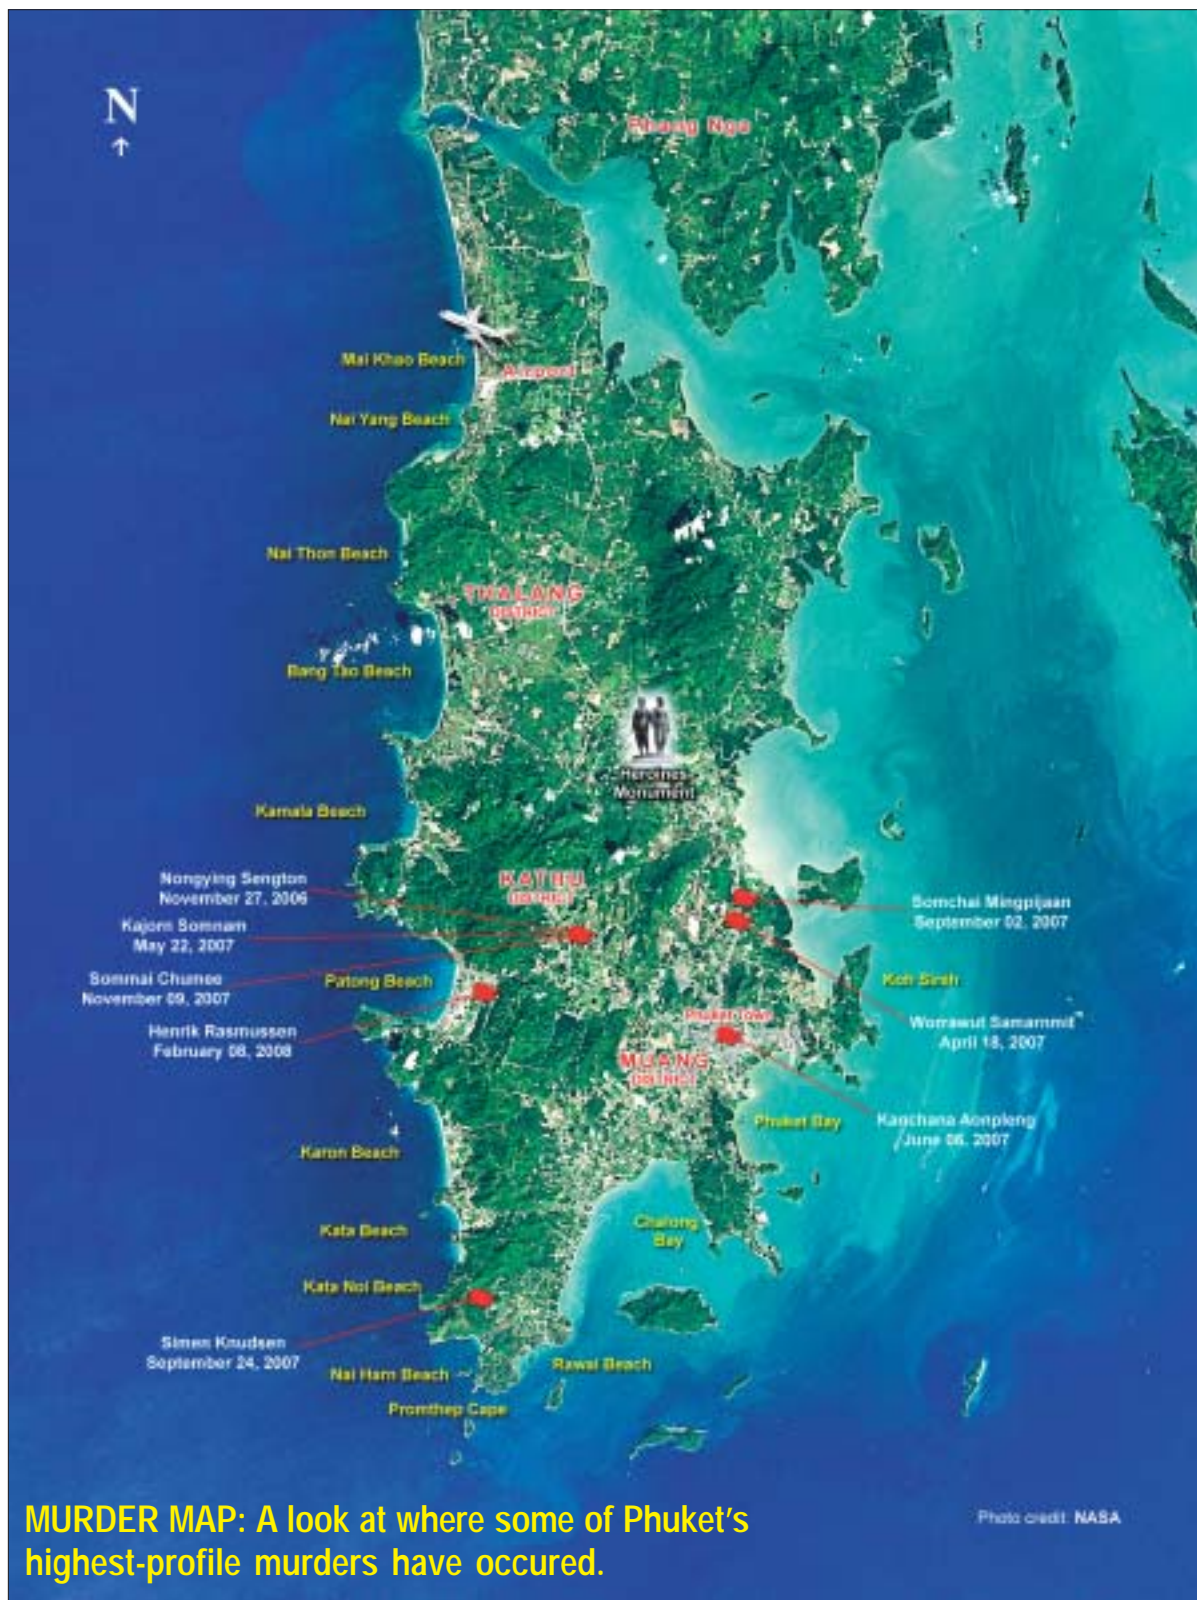 N
Phang Nga
Mai Khao Beach
Airport
Nai Yang Beach
Nai Thon Beach
THALANG
DISTRICT
Bang Tao Beach
Heroines
Monument
Kamala Beach
KATHU
DISTRICT
Nongying Sengton
November 27, 2006
Kajorn Somnam
May 22, 2007
Sommai Chumee
November 09, 2007
Patong Beach
Henrik Rasmussen
February 08, 2008
Somchai Mingpijaan
September 02, 2007
Koh Sireh
Worrawut Samarnmit
April 18, 2007
Phuket Town
MUANG
DISTRICT
Phuket Bay
Kanchana Aonpleng
June 06, 2007
Karon Beach
Kata Beach
Chalong
Bay
Kata Noi Beach
Simen Knudsen
September 24, 2007
Nai Harn Beach
Rawai Beach
Promthep Cape
MURDER MAP: A look at where some of Phuket's
highest-profile murders have occured.
Photo credit: NASA